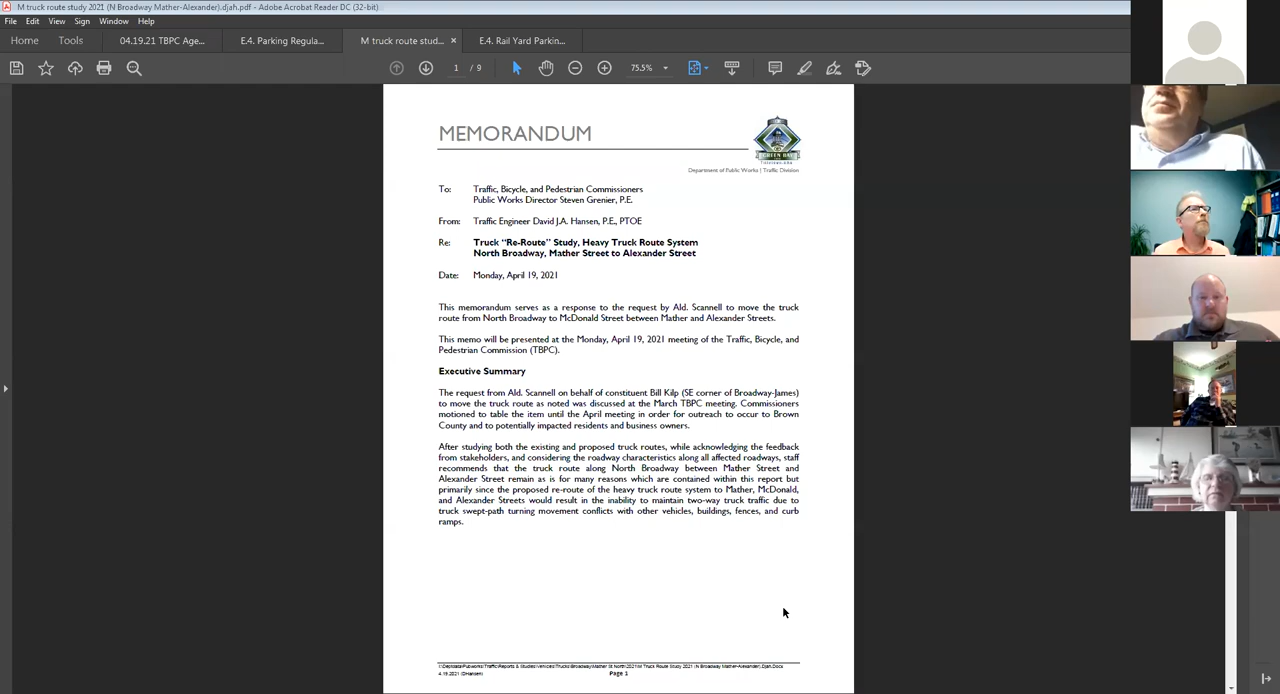 M truck route study 2021 (N Broadway Mather-Alexander).djah.pdf - Adobe Acrobat Reader DC (32-bit)
File Edit View Sign Window Help
Home Tools 04.19.21 TBPC Age... E.4. Parking Regula... M truck route stud... × E.4. Rail Yard Parkin...
1 / 9 75.5%
MEMORANDUM
GREEN BAY
Department of Public Works | Traffic Division
To: Traffic, Bicycle, and Pedestrian Commissioners
Public Works Director Steven Grenier, P.E.
From: Traffic Engineer David J.A. Hansen, P.E., PTOE
Re: Truck "Re-Route" Study, Heavy Truck Route System
North Broadway, Mather Street to Alexander Street
Date: Monday, April 19, 2021
This memorandum serves as a response to the request by Ald. Scannell to move the truck
route from North Broadway to McDonald Street between Mather and Alexander Streets.
This memo will be presented at the Monday, April 19, 2021 meeting of the Traffic, Bicycle, and
Pedestrian Commission (TBPC).
Executive Summary
The request from Ald. Scannell on behalf of constituent Bill Kilp (SE corner of Broadway-James)
to move the truck route as noted was discussed at the March TBPC meeting. Commissioners
motioned to table the item until the April meeting in order for outreach to occur to Brown
County and to potentially impacted residents and business owners.
After studying both the existing and proposed truck routes, while acknowledging the feedback
from stakeholders, and considering the roadway characteristics along all affected roadways, staff
recommends that the truck route along North Broadway between Mather Street and
Alexander Street remain as is for many reasons which are contained within this report but
primarily since the proposed re-route of the heavy truck route system to Mather, McDonald,
and Alexander Streets would result in the inability to maintain two-way truck traffic due to
truck swept-path turning movement conflicts with other vehicles, buildings, fences, and curb
ramps.
4.19.2021 (DHansen) Page 1